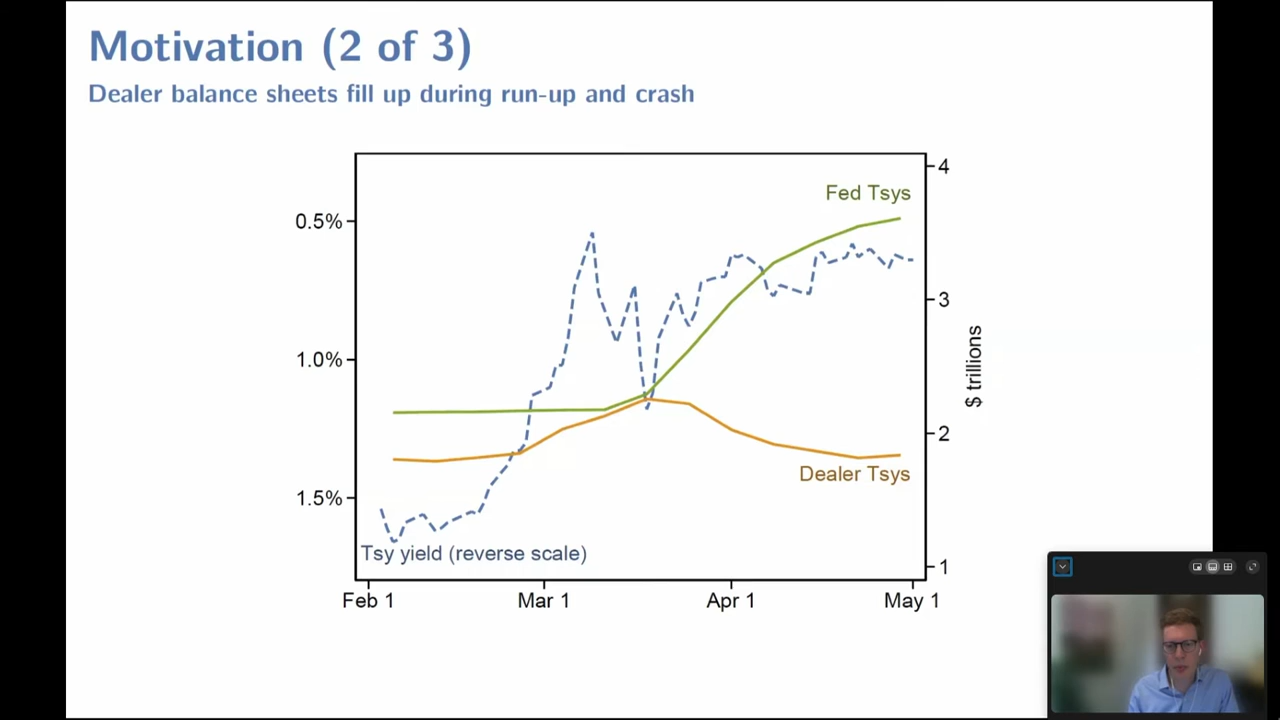 Motivation (2 of 3)
Dealer balance sheets fill up during run-up and crash
4
Fed Tsys
0.5%
3
1.0%
$ trillions
2
Dealer Tsys
1.5%
Tsy yield (reverse scale)
1
Feb 1
Mar 1
Apr 1
May 1